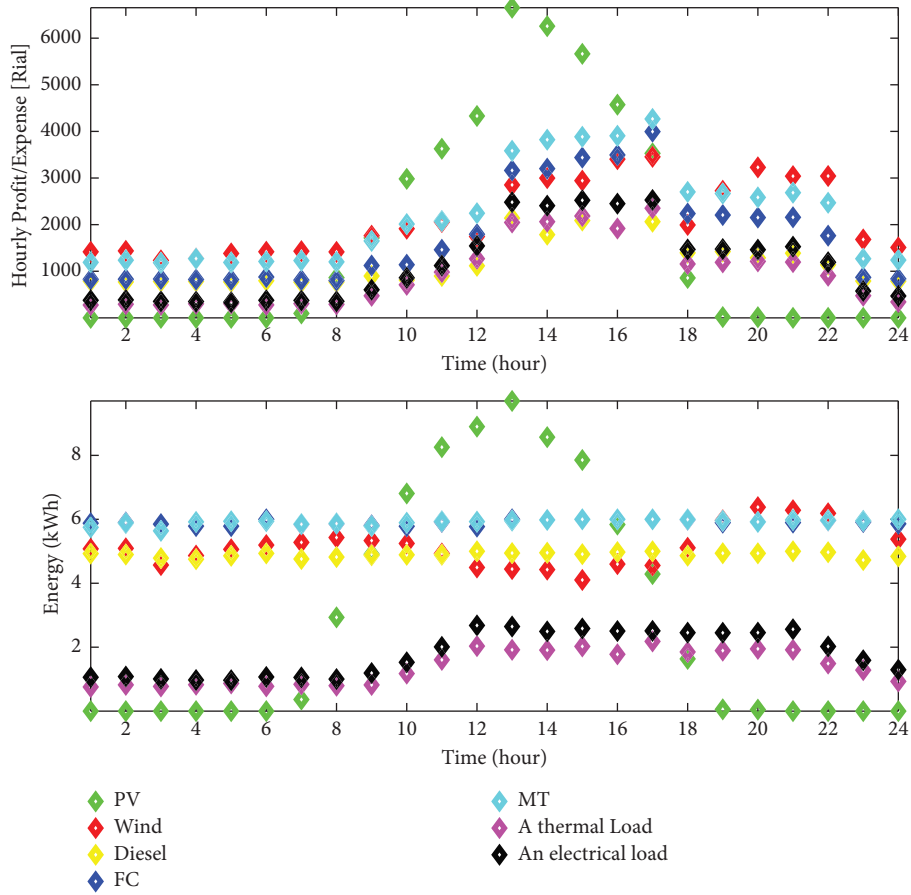 Hourly Profit/Expense [Rial]
6000
5000
4000
3000
2000
1000
2 4 6 8 10 12 14 16 18 20 22 24
Time (hour)
Energy (kWh)
8
6
4
2
2 4 6 8 10 12 14 16 18 20 22 24
Time (hour)
PV
Wind
Diesel
FC
MT
A thermal Load
An electrical load